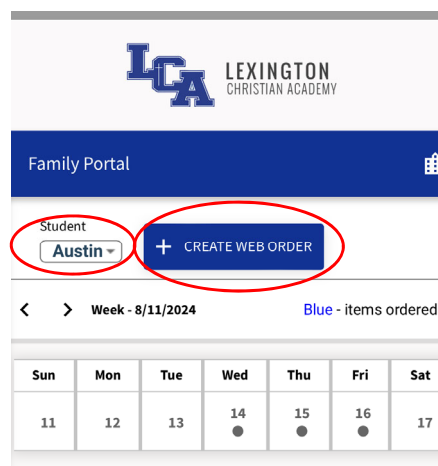 LCA
LEXINGTON
CHRISTIAN ACADEMY
Family Portal
Student
Austin
+ CREATE WEB ORDER
< > Week - 8/11/2024 Blue - items ordered
Sun Mon Tue Wed Thu Fri Sat
11 12 13 14 15 16 17